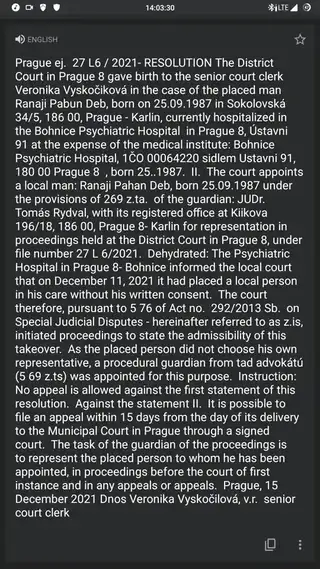 14:03:30
LTE
ENGLISH
Prague ej.  27 L6 / 2021- RESOLUTION The District
Court in Prague 8 gave birth to the senior court clerk
Veronika Vyskočiková in the case of the placed man
Ranaji Pabun Deb, born on 25.09.1987 in Sokolovská
34/5, 186 00, Prague - Karlin, currently hospitalized in
the Bohnice Psychiatric Hospital  in Prague 8, Ústavni
91 at the expense of the medical institute: Bohnice
Psychiatric Hospital, 1ČO 00064220 sidlem Ustavni 91,
180 00 Prague 8  , born 25..1987.  II.  The court appoints
a local man: Ranaji Pahan Deb, born 25.09.1987 under
the provisions of 269 z.ta.  of the guardian: JUDr.
Tomás Rydval, with its registered office at Kiikova
196/18, 186 00, Prague 8- Karlin for representation in
proceedings held at the District Court in Prague 8, under
file number 27 L 6/2021.  Dehydrated: The Psychiatric
Hospital in Prague 8- Bohnice informed the local court
that on December 11, 2021 it had placed a local person
in his care without his written consent.  The court
therefore, pursuant to 5 76 of Act no.  292/2013 Sb.  on
Special Judicial Disputes - hereinafter referred to as z.is,
initiated proceedings to state the admissibility of this
takeover.  As the placed person did not choose his own
representative, a procedural guardian from tad advokátú
(5 69 z.ts) was appointed for this purpose.  Instruction:
No appeal is allowed against the first statement of this
resolution.  Against the statement II.  It is possible to
file an appeal within 15 days from the day of its delivery
to the Municipal Court in Prague through a signed
court.  The task of the guardian of the proceedings is
to represent the placed person to whom he has been
appointed, in proceedings before the court of first
instance and in any appeals or appeals.  Prague, 15
December 2021 Dnos Veronika Vyskočilová, v.r.  senior
court clerk